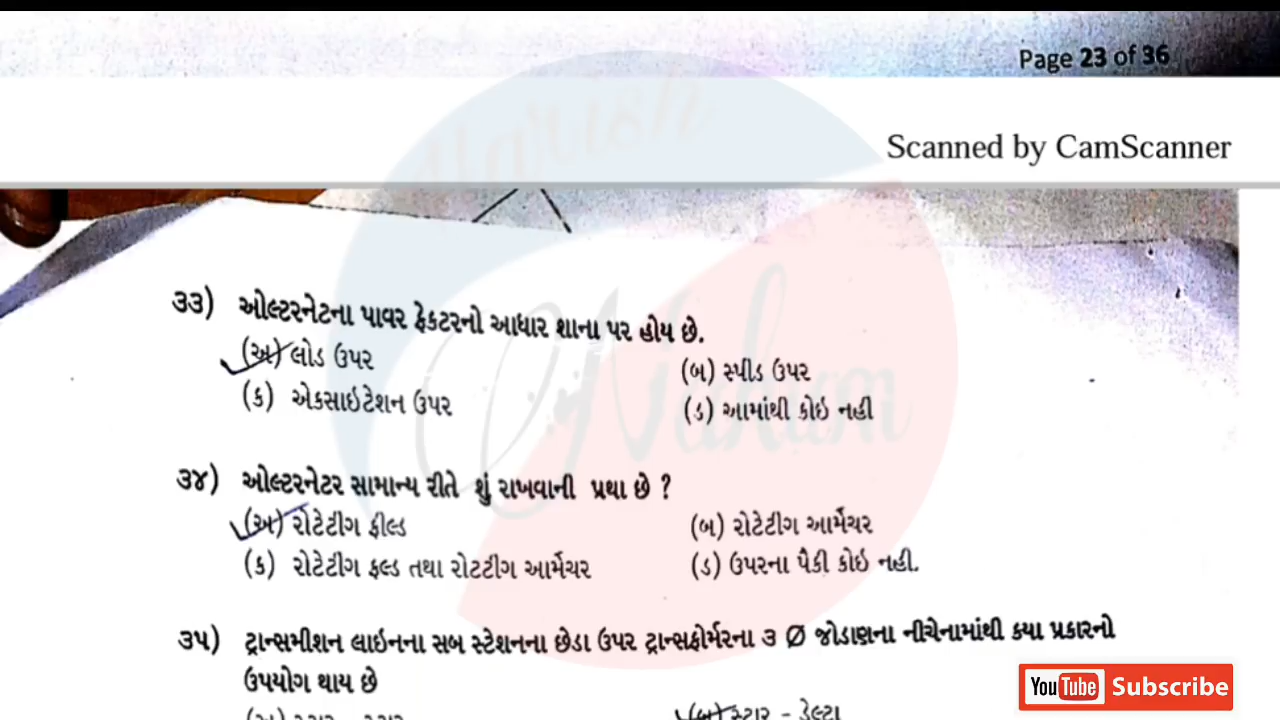 Page 23 of 36
Scanned by CamScanner
૩૩) ઓલ્ટરનેટના પાવર ફેકટરનો આધાર શાના પર હોય છે.
(અ) લોડ ઉપર
(બ) સ્પીડ ઉપર
(ક) એકસાઇટેશન ઉપર
(ડ) આમાંથી કોઇ નહી
૩૪) ઓલ્ટરનેટર સામાન્ય રીતે શું રાખવાની પ્રથા છે ?
(અ) રોટેટીગ ફીલ્ડ
(બ) રોટેટીગ આર્મેચર
(ક) રોટેટીગ ફલ્ડ તથા રોટટીગ આર્મેચર
(ડ) ઉપરના પૈકી કોઇ નહી.
૩૫) ટ્રાન્સમીશન લાઇનના સબ સ્ટેશનના છેડા ઉપર ટ્રાન્સફોર્મરના ૩ Ø જોડાણના નીચેનામાંથી કયા પ્રકારનો
ઉપયોગ થાય છે
(બ) સ્ટાર - ડેલ્ટા
YouTube Subscribe